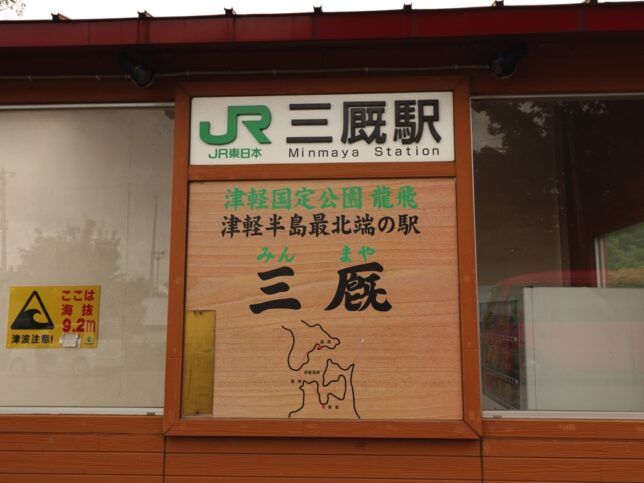 JR 三厩駅
JR東日本 Minmaya Station
津軽国定公園 龍飛
津軽半島最北端の駅
みん まや
三厩
ここは
海抜
9.2m
津波注意!